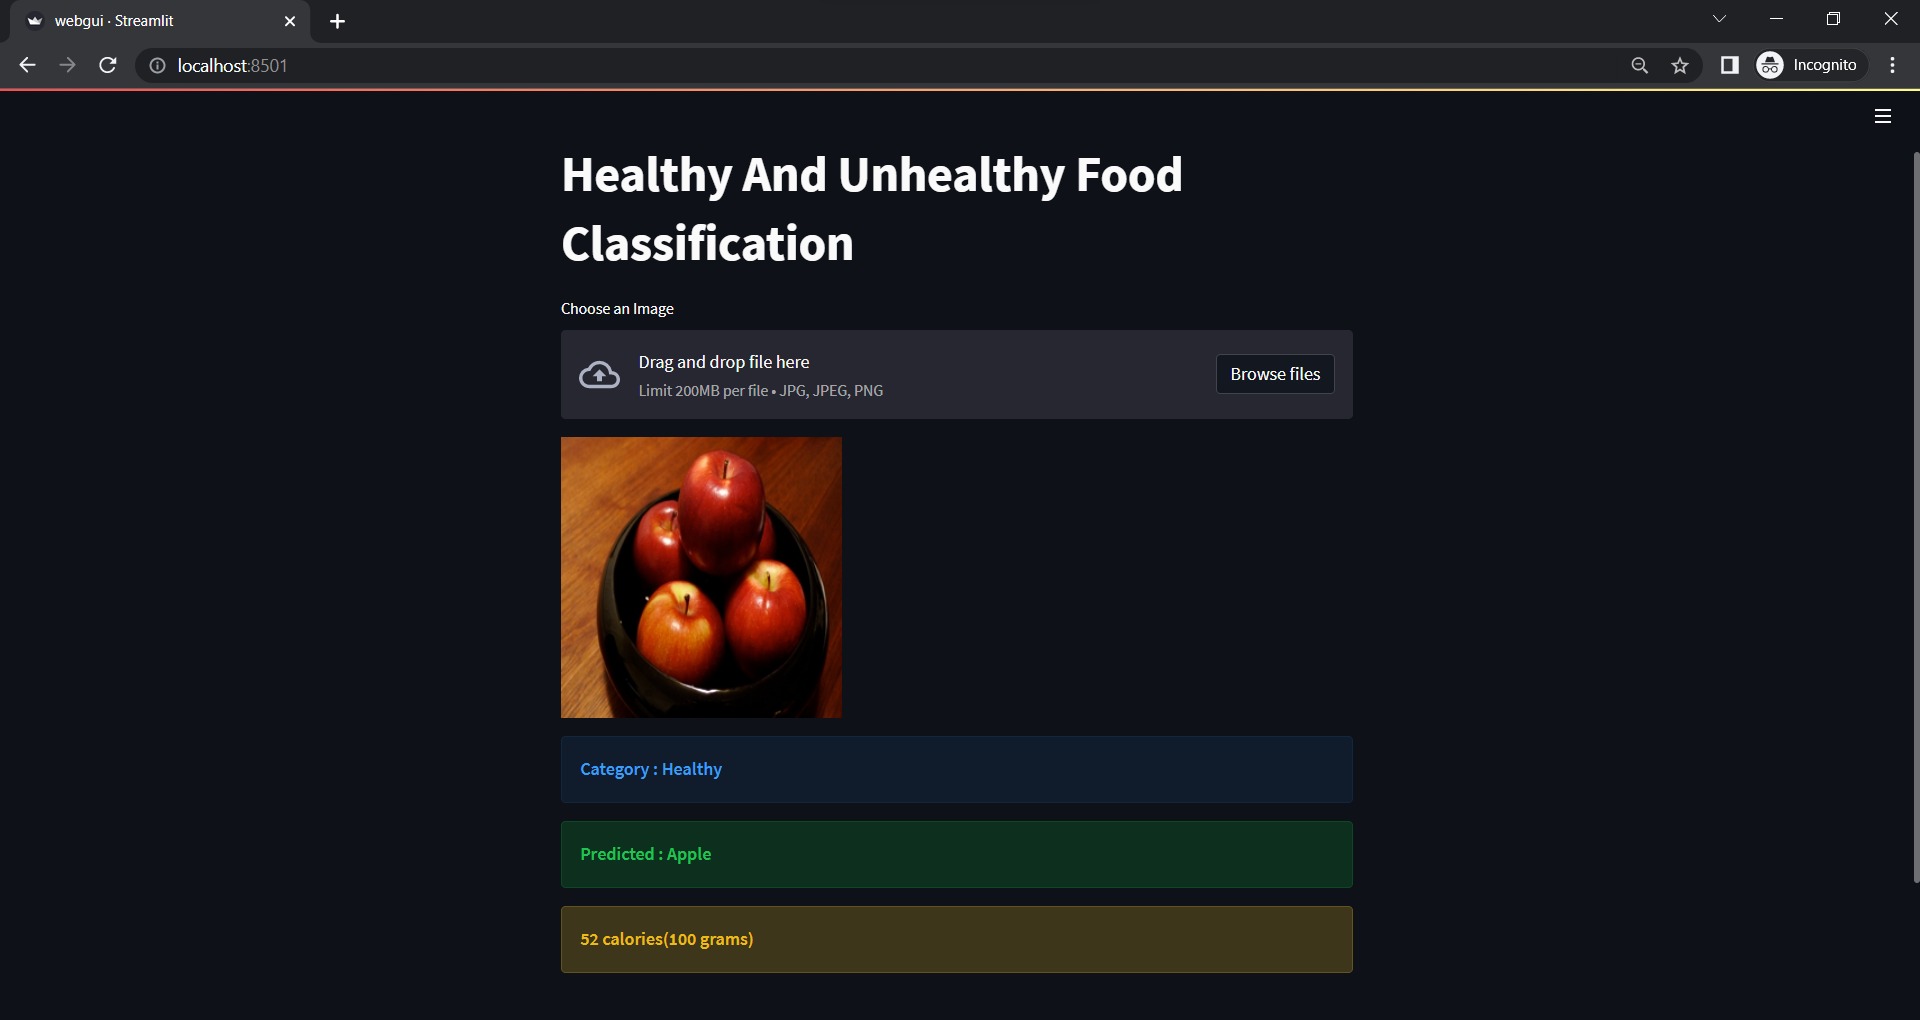 webgui · Streamlit
localhost:8501
Incognito
Healthy And Unhealthy Food
Classification
Choose an Image
Drag and drop file here
Limit 200MB per file • JPG, JPEG, PNG
Browse files
Category : Healthy
Predicted : Apple
52 calories(100 grams)